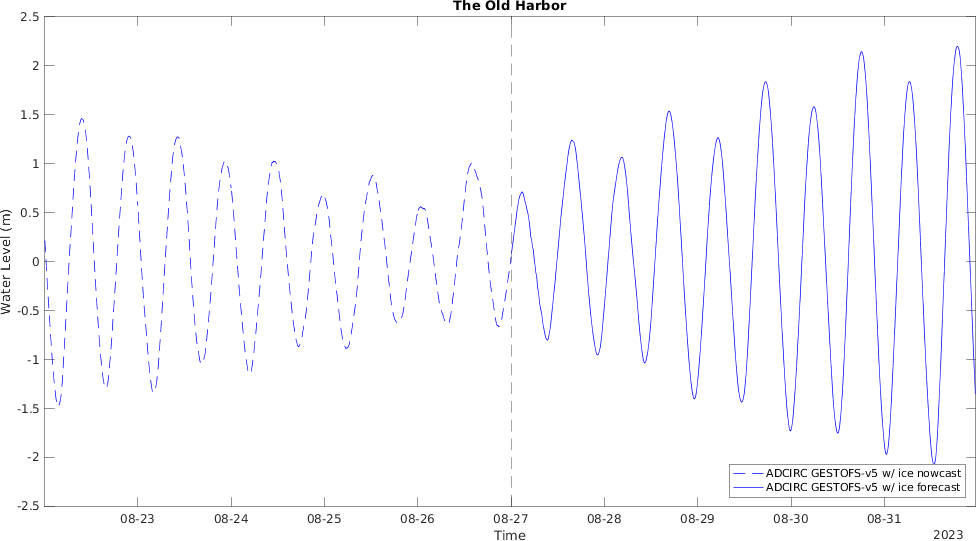 The Old Harbor
2.5
2
1.5
1
0.5
0
-0.5
-1
-1.5
-2
-2.5
Water Level (m)
ADCIRC GESTOFS-v5 w/ ice nowcast
ADCIRC GESTOFS-v5 w/ ice forecast
08-23 08-24 08-25 08-26 08-27 08-28 08-29 08-30 08-31
Time
2023